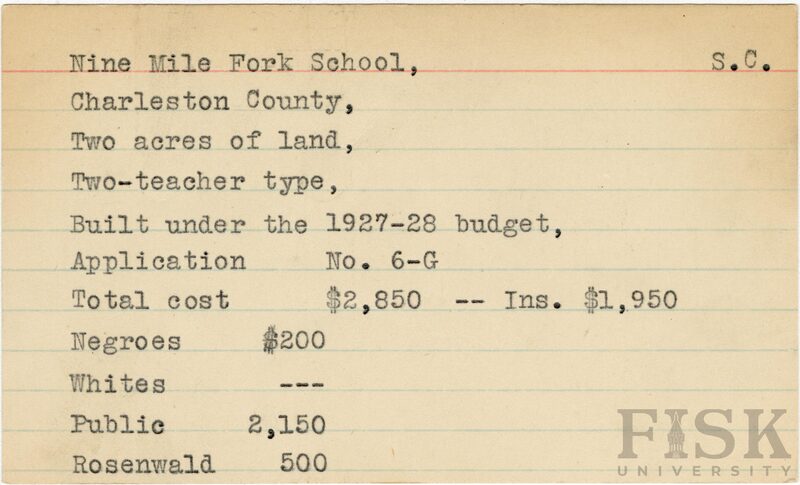 Nine Mile Fork School, S.C.
Charleston County,
Two acres of land,
Two-teacher type,
Built under the 1927-28 budget,
Application No. 6-G
Total cost $2,850 -- Ins. $1,950
Negroes $200
Whites ---
Public 2,150
Rosenwald 500
FISK
UNIVERSITY